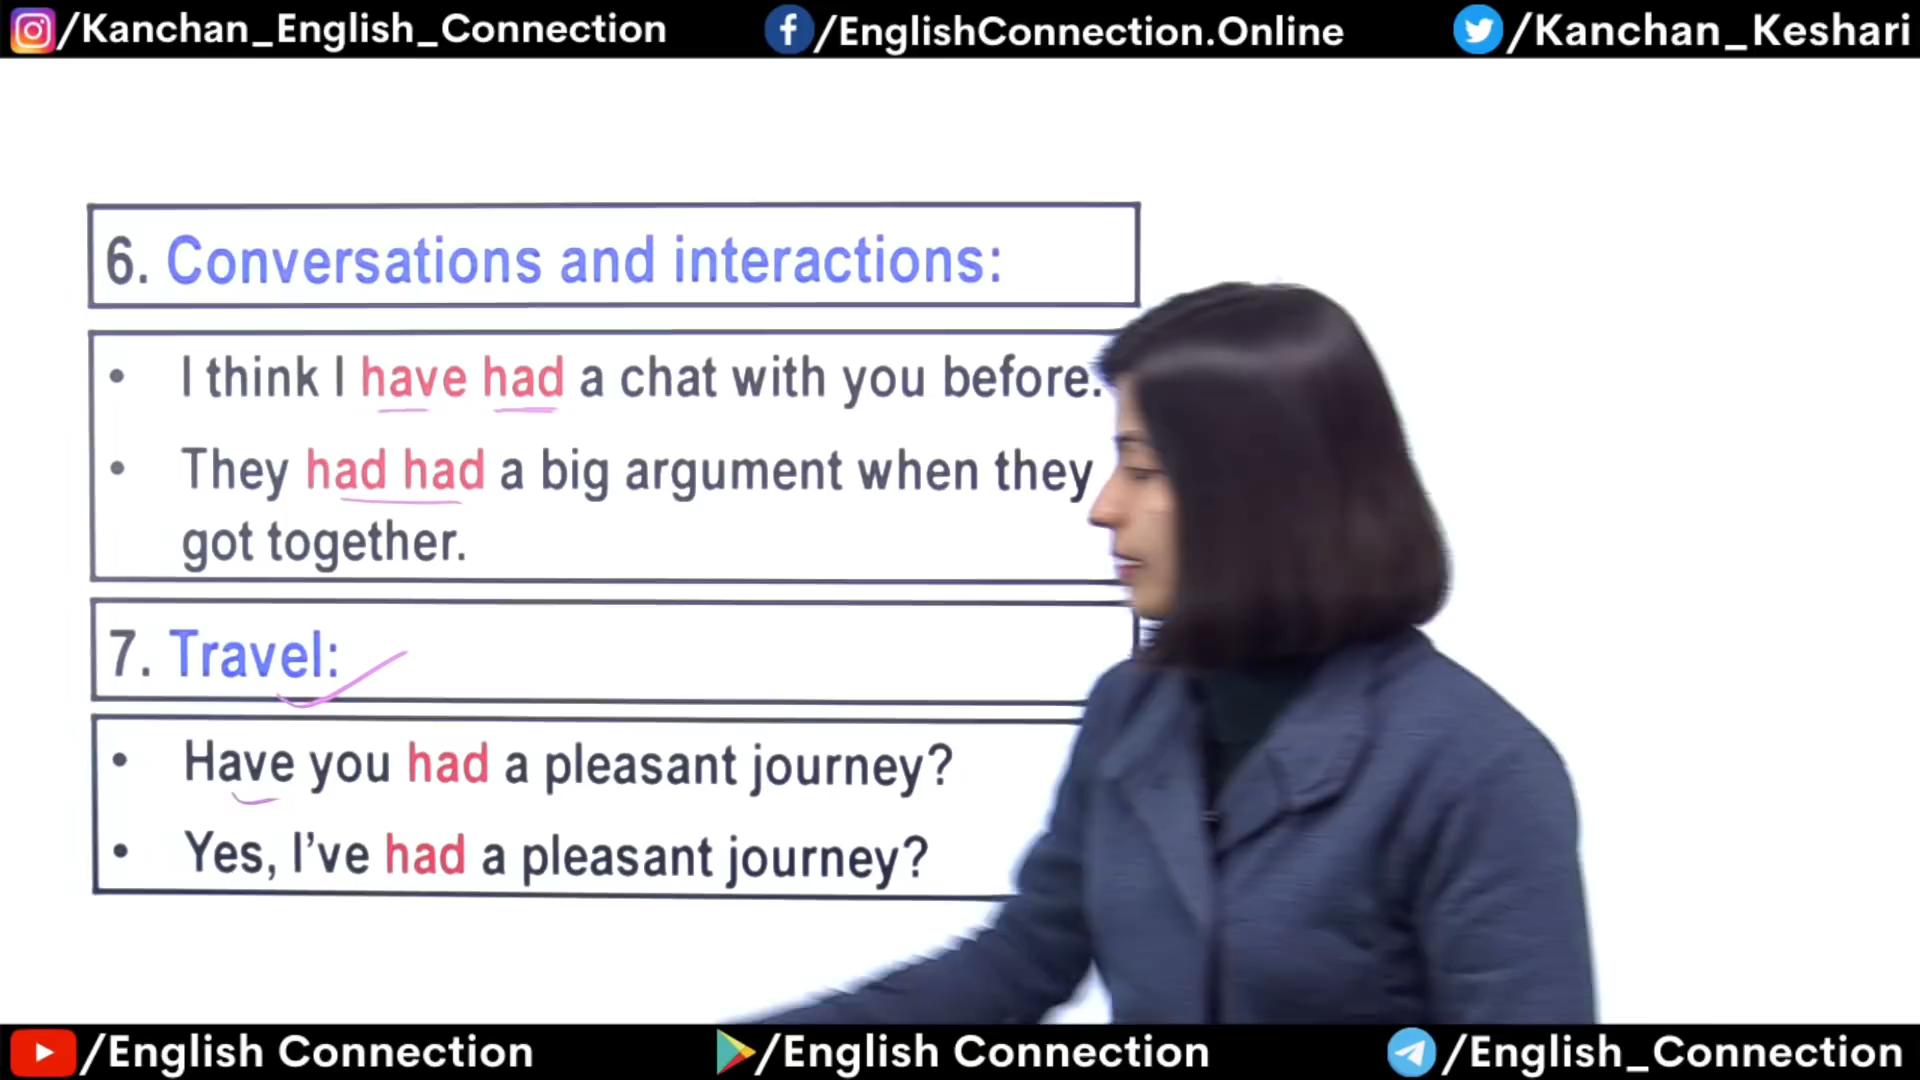 /Kanchan_English_Connection
/EnglishConnection.Online
/Kanchan_Keshari
6. Conversations and interactions:
• I think I have had a chat with you before.
• They had had a big argument when they
got together.
7. Travel:
• Have you had a pleasant journey?
• Yes, I've had a pleasant journey?
/English Connection
/English Connection
/English_Connection